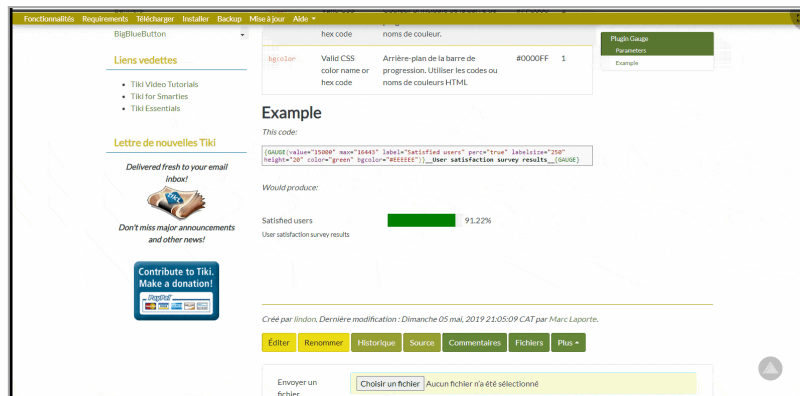 Fonctionnalités Requirements Télécharger Installer Backup Mise à jour Aide
BigBlueButton
Liens vedettes
Tiki Video Tutorials
Tiki for Smarties
Tiki Essentials
Lettre de nouvelles Tiki
Delivered fresh to your email
inbox!
TIKI
Don't miss major announcements
and other news!
Contribute to Tiki.
Make a donation!
PayPal
hex code
noms de couleur.
bgcolor Valid CSS color name or hex code Arrière-plan de la barre de progression. Utiliser les codes ou noms de couleurs HTML #0000FF 1
Example
This code:
{GAUGE(value="15000" max="16443" label="Satisfied users" perc="true" labelsize="250"
height="20" color="green" bgcolor="#EEEEEE")}__User satisfaction survey results__{GAUGE}
Would produce:
Satisfied users 91.22%
User satisfaction survey results
Créé par lindon. Dernière modification : Dimanche 05 mai, 2019 21:05:09 CAT par Marc Laporte.
Éditer Renommer Historique Source Commentaires Fichiers Plus
Envoyer un
fichier
Choisir un fichier Aucun fichier n'a été sélectionné
Plugin Gauge
Parameters
Example